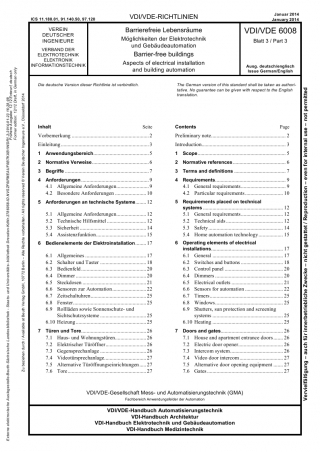 ICS 11.180.01, 91.140.50, 97.120
VDI/VDE-RICHTLINIEN
Januar 2014
January 2014
VEREIN
DEUTSCHER
INGENIEURE
VERBAND DER
ELEKTROTECHNIK
ELEKTRONIK
INFORMATIONSTECHNIK
Barrierefreie Lebensräume
Möglichkeiten der Elektrotechnik
und Gebäudeautomation
Barrier-free buildings
Aspects of electrical installation
and building automation
VDI/VDE 6008
Blatt 3 / Part 3
Ausg. deutsch/englisch
Issue German/English
Die deutsche Version dieser Richtlinie ist verbindlich.
The German version of this standard shall be taken as authoritative. No guarantee can be given with respect to the English translation.
Inhalt Seite
Vorbemerkung 2
Einleitung 3
1 Anwendungsbereich 5
2 Normative Verweise 6
3 Begriffe 7
4 Anforderungen 9
4.1 Allgemeine Anforderungen 9
4.2 Besondere Anforderungen 10
5 Anforderungen an technische Systeme 12
5.1 Allgemeine Anforderungen 12
5.2 Technische Hilfsmittel 12
5.3 Sicherheit 14
5.4 Assistenzfunktionen 15
6 Bedienelemente der Elektroinstallation 17
6.1 Allgemeines 17
6.2 Schalter und Taster 18
6.3 Bedienfeld 20
6.4 Dimmer 20
6.5 Steckdosen 21
6.6 Sensoren zur Automation 22
6.7 Zeitschaltuhren 25
6.8 Fenster 25
6.9 Rollläden sowie Sonnenschutz- und
Sichtschutzsysteme 25
6.10 Heizung 25
7 Türen und Tore 26
7.1 Haus- und Wohnungstüren 26
7.2 Elektrischer Türöffner 26
7.3 Gegensprechanlage 26
7.4 Videotürsprechanlage 27
7.5 Alternative Türöffnungseinrichtungen 27
7.6 Tore 27
Contents Page
Preliminary note 2
Introduction 3
1 Scope 5
2 Normative references 6
3 Terms and definitions 7
4 Requirements 9
4.1 General requirements 9
4.2 Particular requirements 10
5 Requirements placed on technical
systems 12
5.1 General requirements 12
5.2 Technical aids 12
5.3 Safety 14
5.4 Home automation technology 15
6 Operating elements of electrical
installations 17
6.1 General 17
6.2 Switches and buttons 18
6.3 Control panel 20
6.4 Dimmers 20
6.5 Electrical outlets 21
6.6 Sensors for automation 22
6.7 Timers 25
6.8 Windows 25
6.9 Shutters, sun protection and screening
systems 25
6.10 Heating 25
7 Doors and gates 26
7.1 House and apartment entrance doors 26
7.2 Electric door opener 26
7.3 Intercom system 26
7.4 Video door intercom 27
7.5 Alternative door opening equipment 27
7.6 Gates 27
VDI/VDE-Gesellschaft Mess- und Automatisierungstechnik (GMA)
Fachbereich Anwendungsfelder der Automation
VDI/VDE-Handbuch Automatisierungstechnik
VDI-Handbuch Architektur
VDI-Handbuch Elektrotechnik und Gebäudeautomation
VDI-Handbuch Medizintechnik
Vervielfältigung – auch für innerbetriebliche Zwecke – nicht gestattet / Reproduction – even for internal use – not permitted